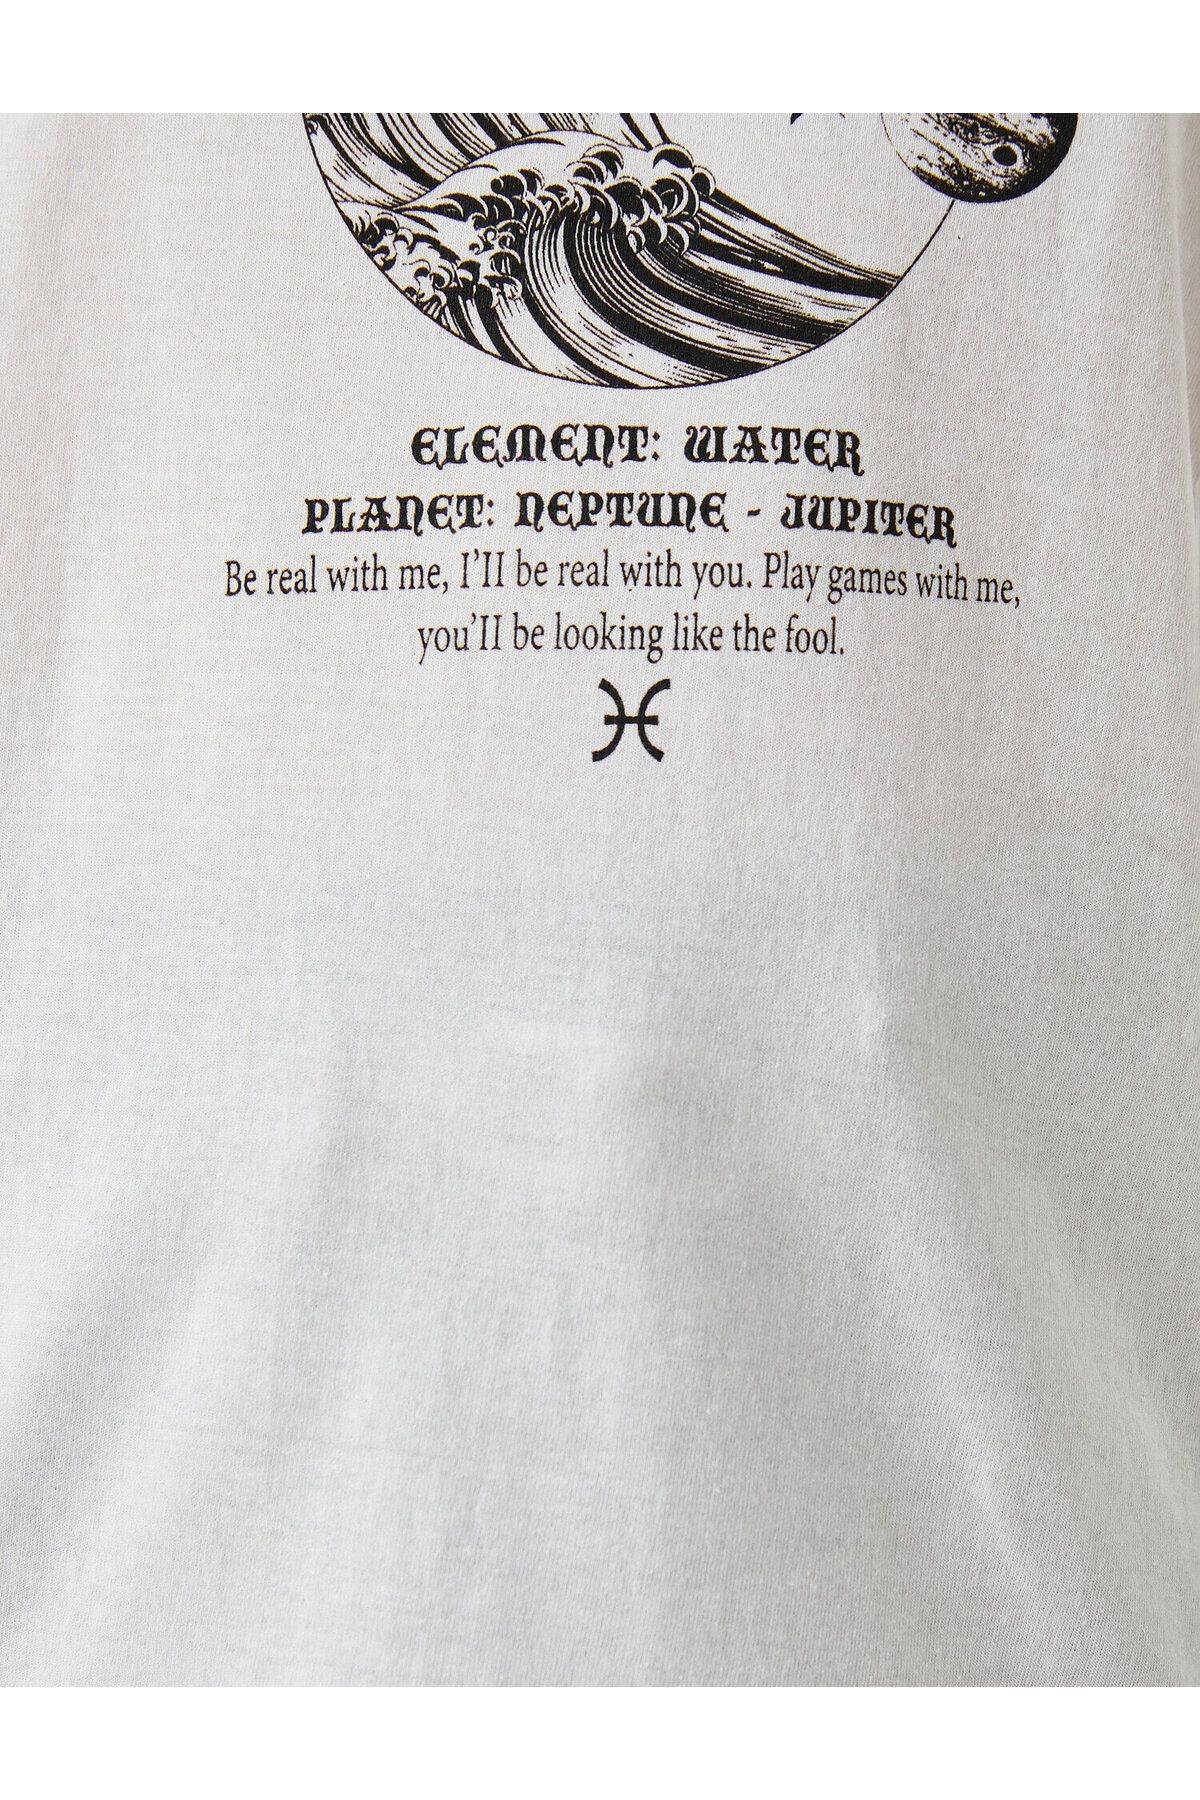 ELEMENT: WATER
PLANET: NEPTUNE - JUPITER
Be real with me, I'II be real with you. Play games with me,
you'II be looking like the fool.